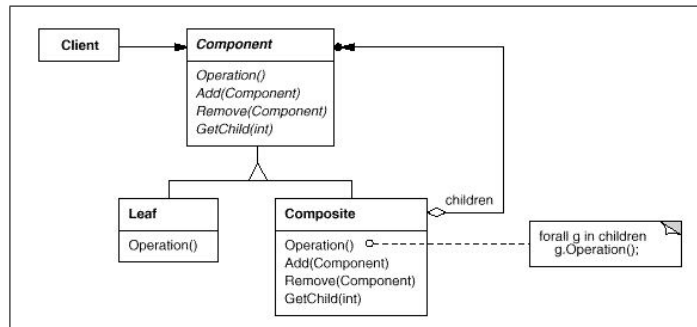 Client
Component
Operation()
Add(Component)
Remove(Component)
GetChild(int)
Leaf
Operation()
Composite
Operation()
Add(Component)
Remove(Component)
GetChild(int)
children
forall g in children
g.Operation();